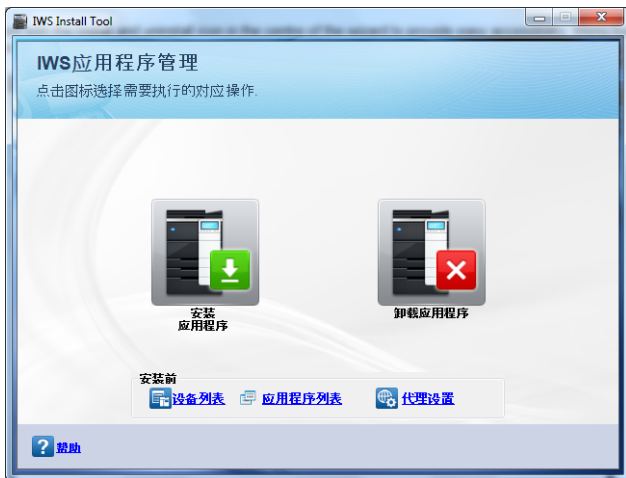 IWS Install Tool
IWS应用程序管理
点击图标选择需要执行的对应操作.
安装
应用程序
卸载应用程序
安装前
设备列表
应用程序列表
代理设置
帮助